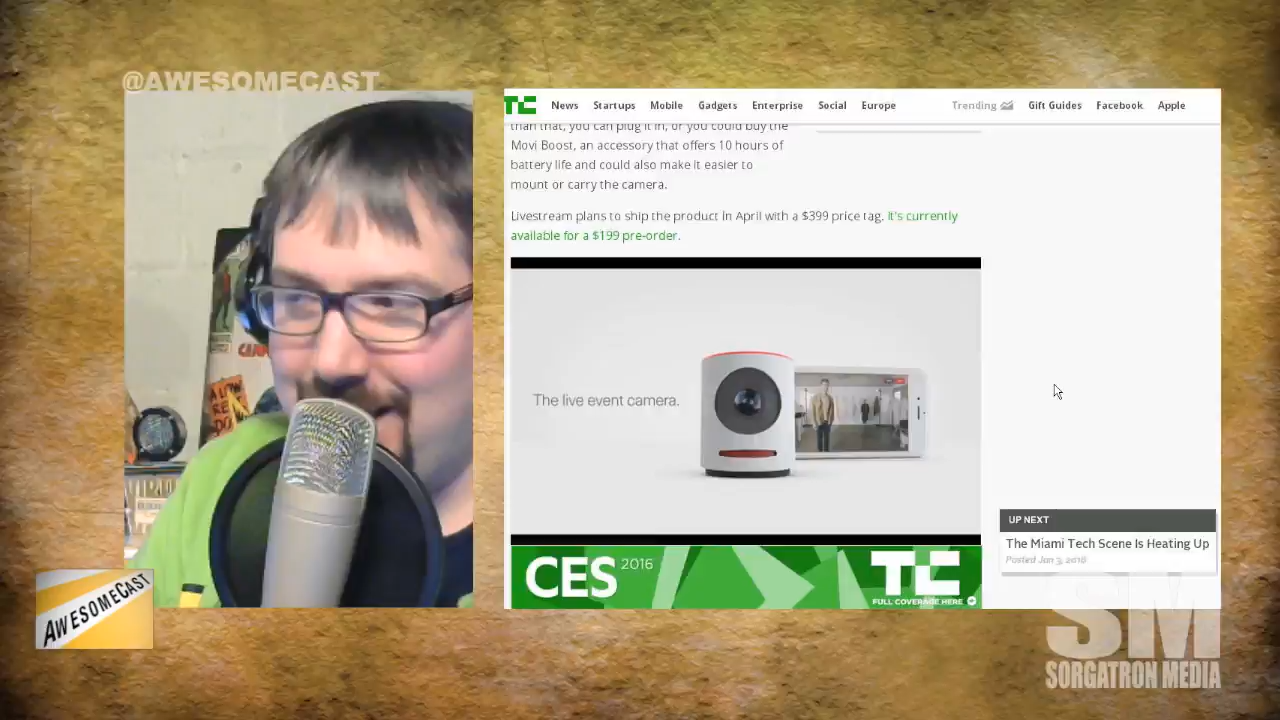 @AWESOMECAST
TC News Startups Mobile Gadgets Enterprise Social Europe Trending Gift Guides Facebook Apple
than that, you can plug it in, or you could buy the
Movi Boost, an accessory that offers 10 hours of
battery life and could also make it easier to
mount or carry the camera.
Livestream plans to ship the product in April with a $399 price tag. It's currently
available for a $199 pre-order.
The live event camera.
UP NEXT
The Miami Tech Scene Is Heating Up
Posted Jan 3, 2016
CES 2016
TC
FULL COVERAGE HERE
AWESOMECAST
SM
SORGATRON MEDIA